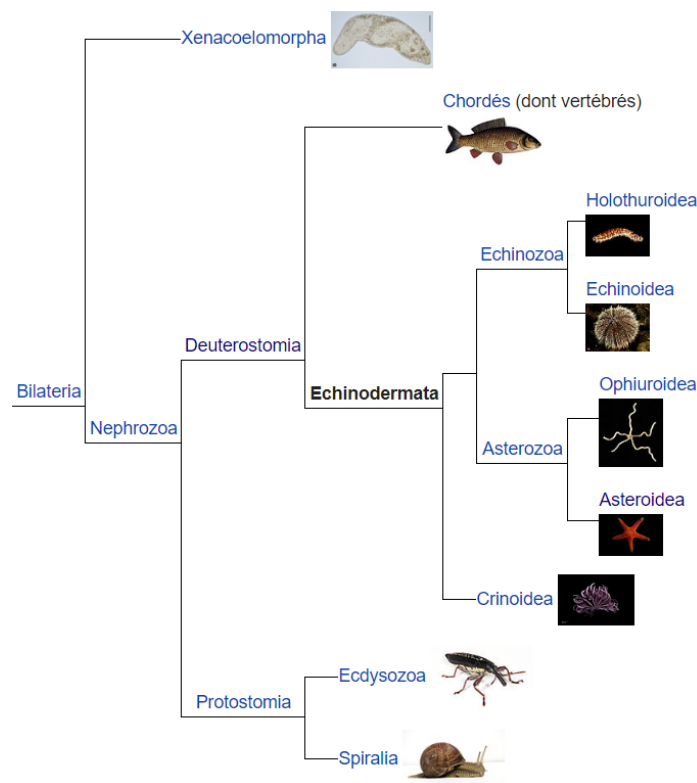 Xenacoelomorpha
Chordés (dont vertébrés)
Holothuroidea
Echinozoa
Echinoidea
Deuterostomia
Bilateria
Echinodermata
Ophiuroidea
Nephrozoa
Asterozoa
Asteroidea
Crinoidea
Ecdysozoa
Protostomia
Spiralia